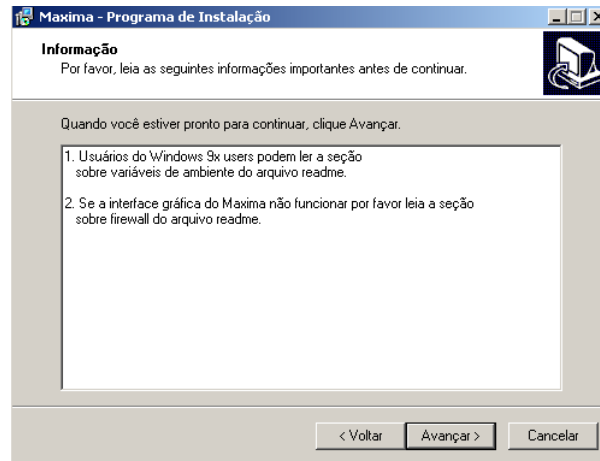 Maxima - Programa de Instalação
Informação
Por favor, leia as seguintes informações importantes antes de continuar.
Quando você estiver pronto para continuar, clique Avançar.
1. Usuários do Windows 9x users podem ler a seção
sobre variáveis de ambiente do arquivo readme.
2. Se a interface gráfica do Maxima não funcionar por favor leia a seção
sobre firewall do arquivo readme.
< Voltar
Avançar >
Cancelar